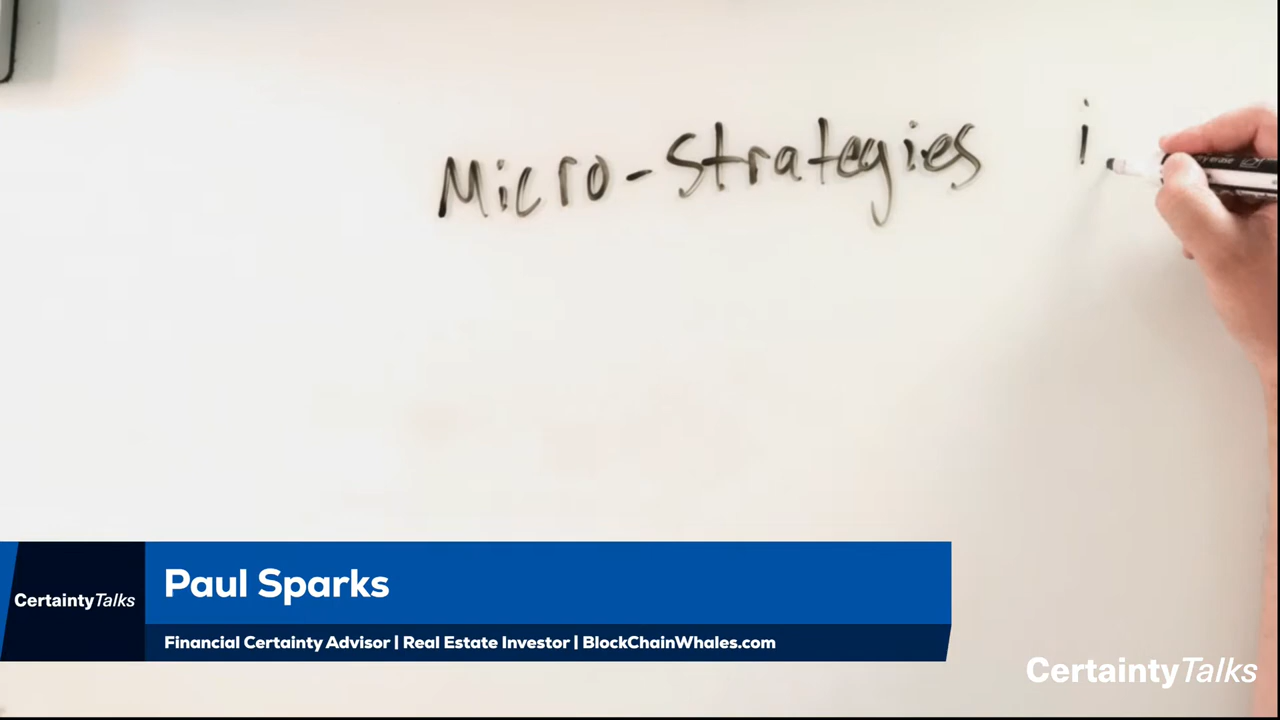 Micro-Strategies i
CertaintyTalks
Paul Sparks
Financial Certainty Advisor | Real Estate Investor | BlockChainWhales.com
CertaintyTalks